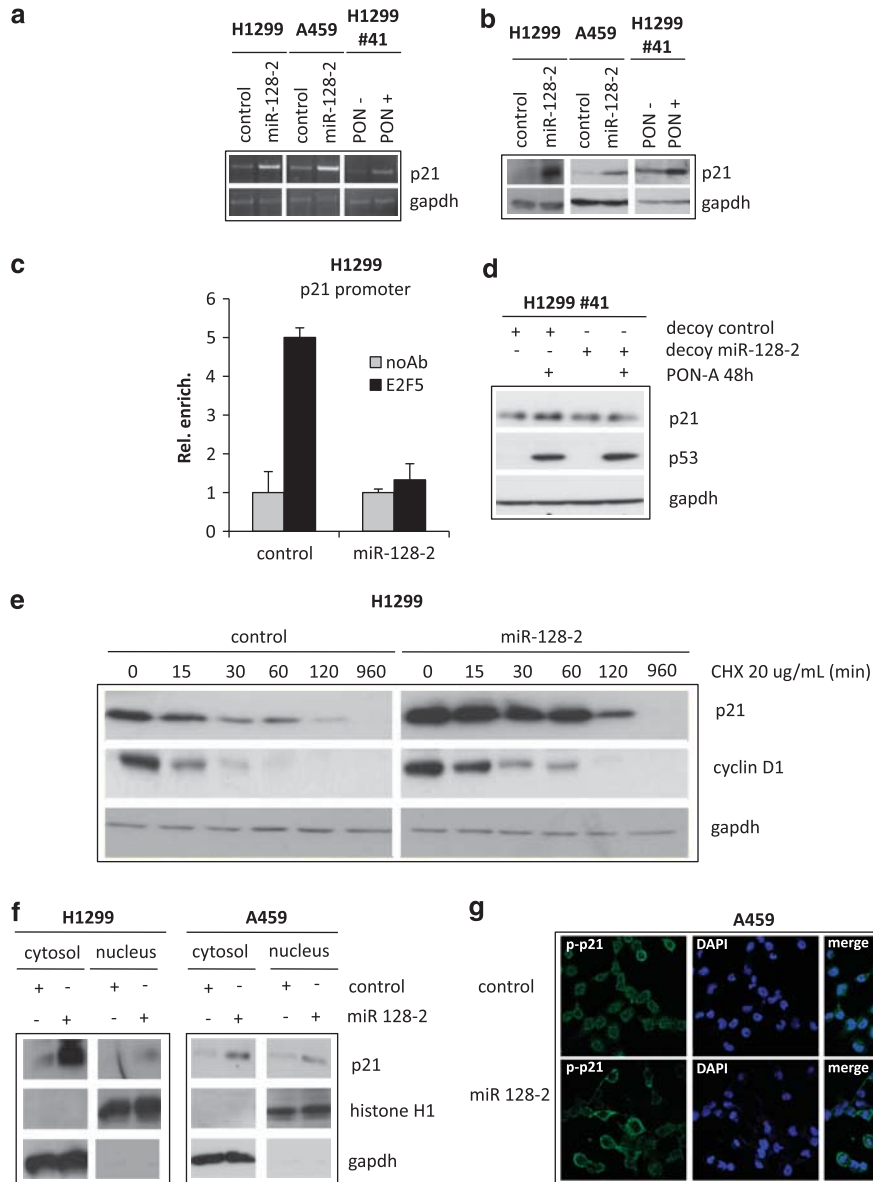 a
H1299 A459 H1299 #41
control miR-128-2 control miR-128-2 PON - PON +
p21
gapdh
b
H1299 A459 H1299 #41
control miR-128-2 control miR-128-2 PON - PON +
p21
gapdh
c
H1299
p21 promoter
Rel. enrich.
6
5
4
3
2
1
0
noAb
E2F5
control miR-128-2
d
H1299 #41
+ + - - decoy control
- - + + decoy miR-128-2
+ + PON-A 48h
p21
p53
gapdh
e
H1299
control miR-128-2
0 15 30 60 120 960 0 15 30 60 120 960 CHX 20 ug/mL (min)
p21
cyclin D1
gapdh
f
H1299 A459
cytosol nucleus cytosol nucleus
+ - + - + - + - control
- + - + - + - + miR 128-2
p21
histone H1
gapdh
g
A459
control
p-p21 DAPI merge
miR 128-2
p-p21 DAPI merge